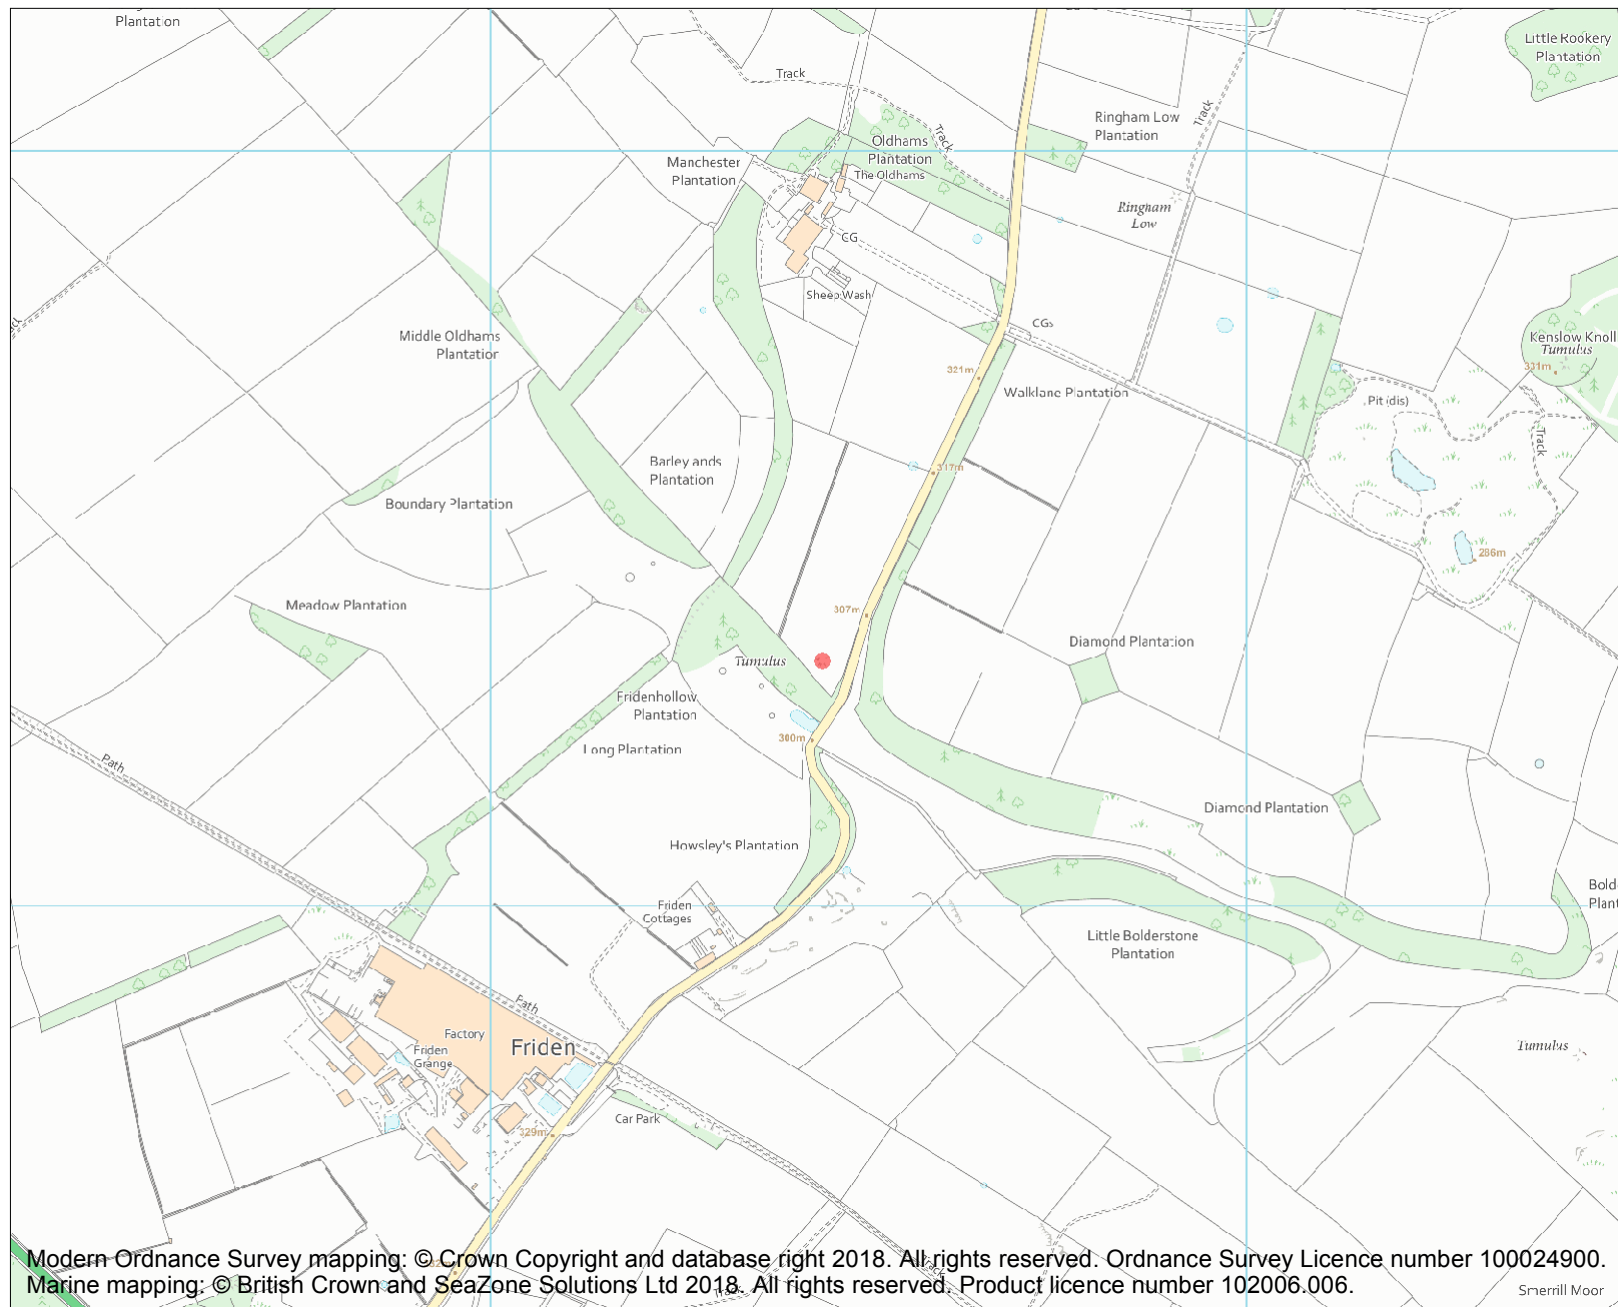 Plantation
Track
Little Rookery
Plantation
Ringham Low
Plantation
Track
Track
Oldhams
Plantation
The Oldhams
Manchester
Plantation
Ringham
Low
CG
Sheep Wash
CGs
Middle Oldhams
Plantation
Kenslow Knoll
Tumulus
331m
321m
Walklane Plantation
Pit (dis)
Track
Barley ands
Plantation
317m
Boundary Plantation
286m
Meadow Plantation
307m
Diamond Plantation
Tumulus
Fridenhollow
Plantation
300m
Long Plantation
Path
Diamond Plantation
Howsley's Plantation
Friden
Cottages
Bold
Plant
Little Bolderstone
Plantation
Path
Factory
Friden
Friden
Grange
Tumulus
Car Park
329m
Modern Ordnance Survey mapping: © Crown Copyright and database right 2018. All rights reserved. Ordnance Survey Licence number 100024900.
Marine mapping: © British Crown and SeaZone Solutions Ltd 2018. All rights reserved. Product licence number 102006.006.
Track
Track
Smerrill Moor